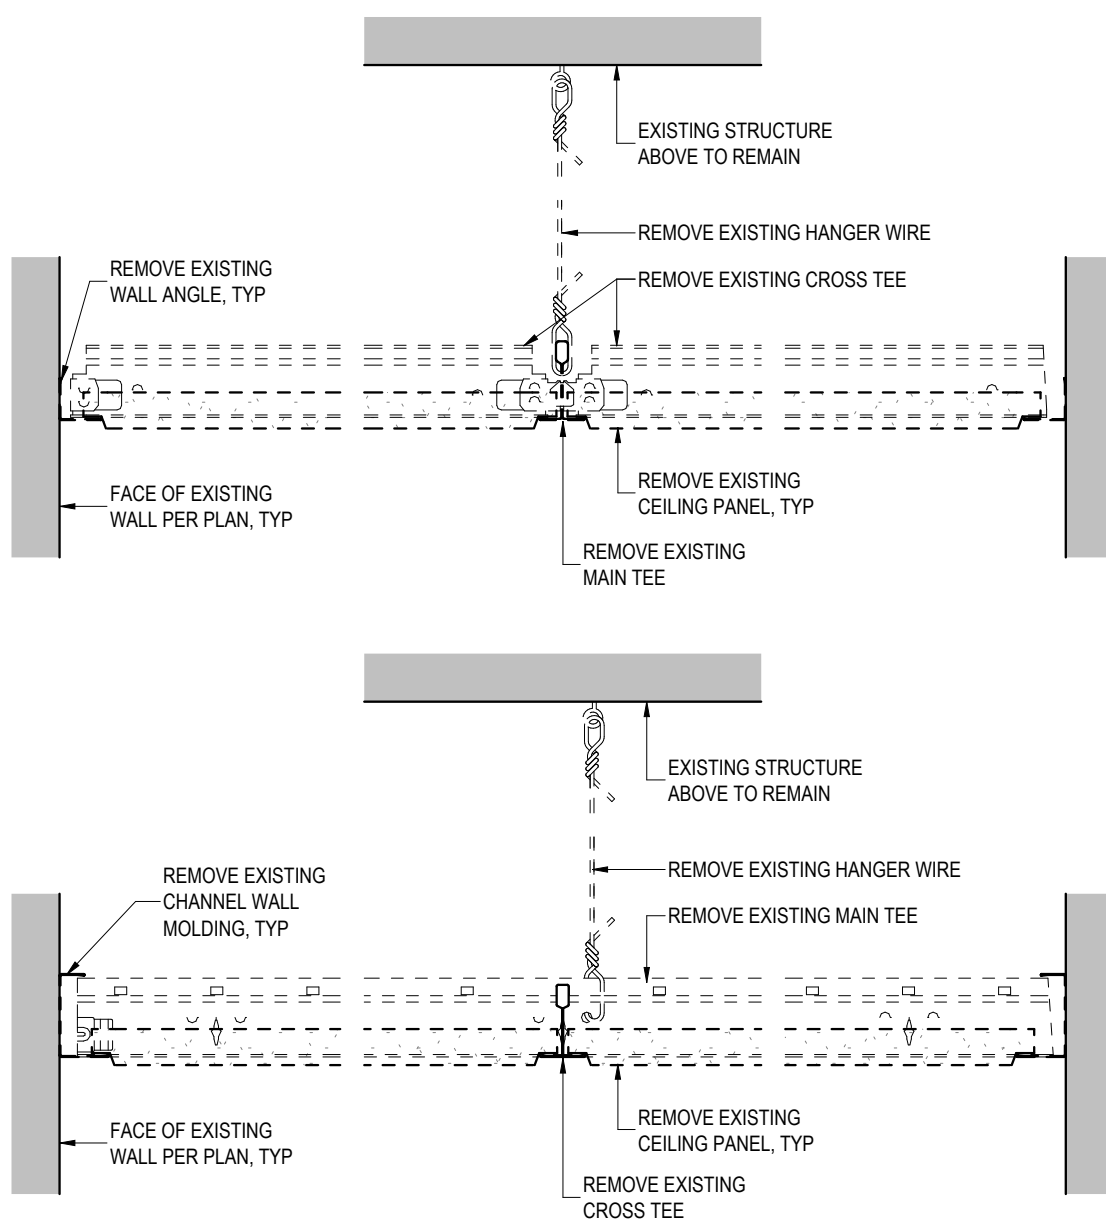 EXISTING STRUCTURE
ABOVE TO REMAIN
REMOVE EXISTING HANGER WIRE
REMOVE EXISTING
WALL ANGLE, TYP
REMOVE EXISTING CROSS TEE
REMOVE EXISTING
CEILING PANEL, TYP
FACE OF EXISTING
WALL PER PLAN, TYP
REMOVE EXISTING
MAIN TEE
EXISTING STRUCTURE
ABOVE TO REMAIN
REMOVE EXISTING HANGER WIRE
REMOVE EXISTING
CHANNEL WALL
MOLDING, TYP
REMOVE EXISTING MAIN TEE
REMOVE EXISTING
CEILING PANEL, TYP
FACE OF EXISTING
WALL PER PLAN, TYP
REMOVE EXISTING
CROSS TEE